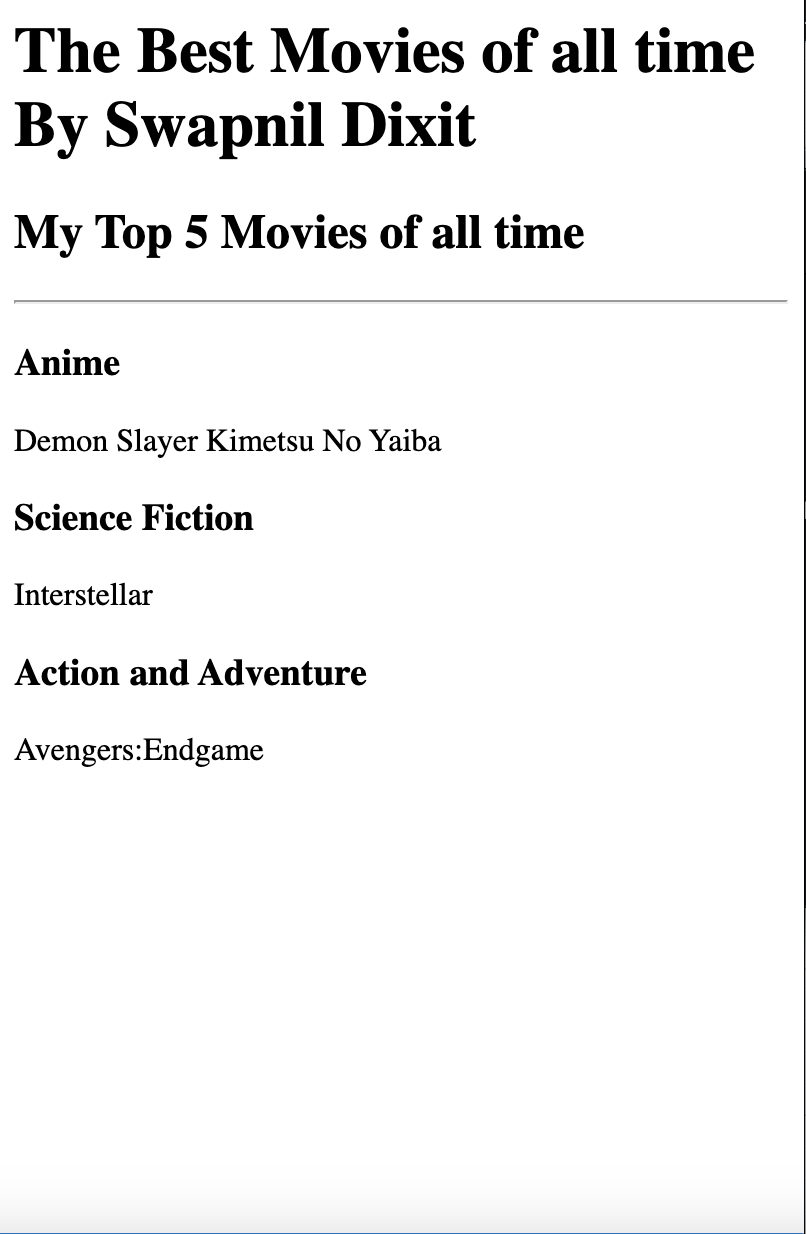 The Best Movies of all time
By Swapnil Dixit
My Top 5 Movies of all time
Anime
Demon Slayer Kimetsu No Yaiba
Science Fiction
Interstellar
Action and Adventure
Avengers:Endgame